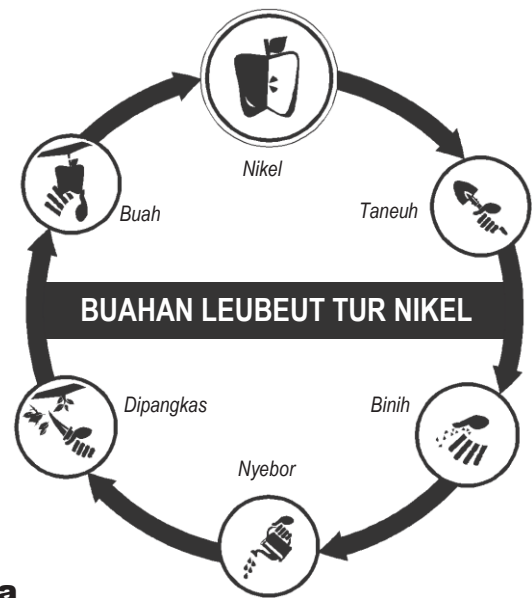 Nikel
Buah
Taneuh
BUAHAN LEUBEUT TUR NIKEL
Dipangkas
Binih
Nyebor
a